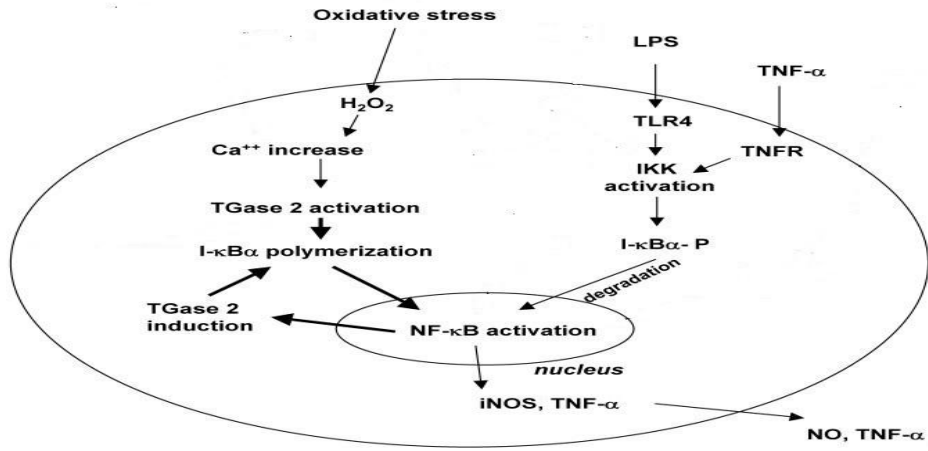 Oxidative stress
LPS
TNF-α
H₂O₂
TLR4
Ca⁺⁺ increase
TNFR
IKK
activation
TGase 2 activation
I-κBα polymerization
I-κBα- P
degradation
TGase 2
induction
NF-κB activation
nucleus
iNOS, TNF-α
NO, TNF-α